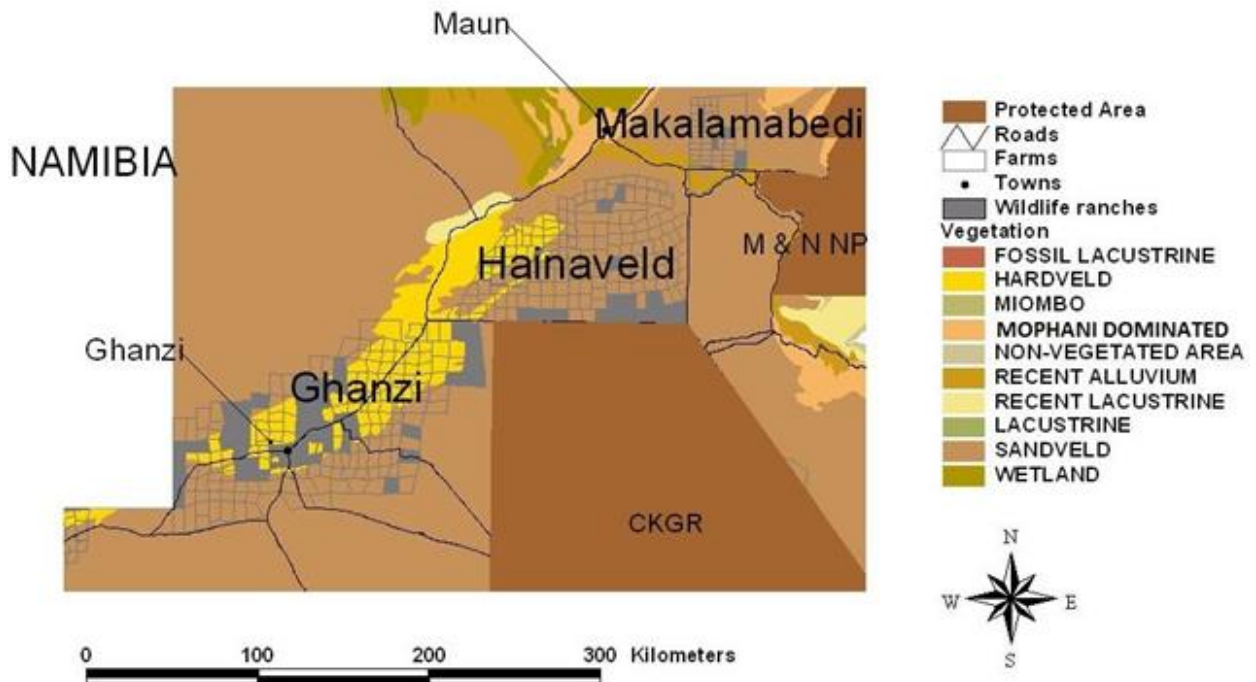 Maun
Makalamabedi
NAMIBIA
M & N NP
Hainaveld
Ghanzi
Ghanzi
CKGR
Protected Area
Roads
Farms
Towns
Wildlife ranches
Vegetation
FOSSIL LACUSTRINE
HARDVELD
MIOMBO
MOPHANI DOMINATED
NON-VEGETATED AREA
RECENT ALLUVIUM
RECENT LACUSTRINE
LACUSTRINE
SANDVELD
WETLAND
N
W E
S
0 100 200 300 Kilometers